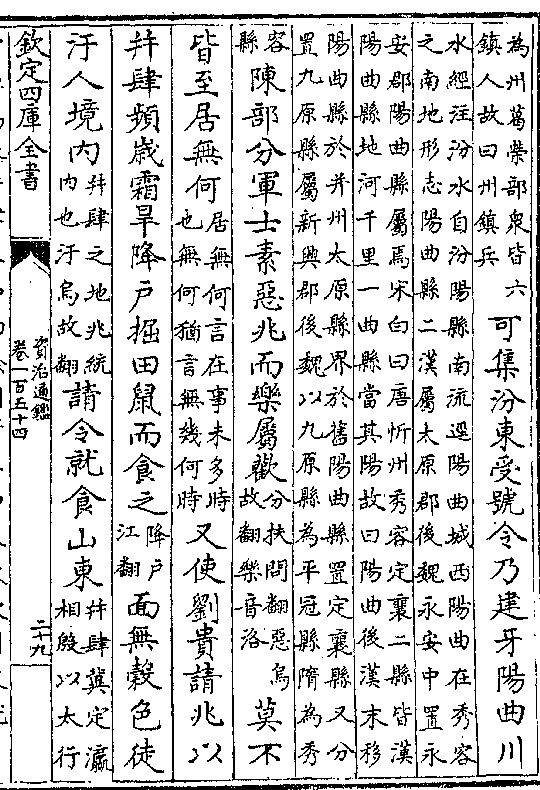 為州葛榮部衆皆六
鎮人故曰州鎮兵
可集汾東受號令乃建牙陽曲川
水經注汾水自汾陽縣南流逕陽曲城西陽曲在秀容
之南地形志陽曲縣二漢屬太原郡後魏永安中置永
安郡陽曲縣屬焉宋白曰唐忻州秀容定襄二縣皆漢
陽曲縣地河千里一曲縣當其陽故曰陽曲後漢末移
陽曲縣於并州太原縣界於舊陽曲縣置定襄縣又分
置九原縣屬新興郡後魏以九原縣為平冦縣隋為秀
容
縣
陳部分軍士素惡兆而樂屬歡
分扶問翻惡烏
故翻樂音洛
莫不
皆至居無何
居無何言在事未多時
也無何猶言無幾何時
又使劉貴請兆以
并肆頻歳霜旱降戶掘田鼠而食之
降戶
江翻
面無穀色徒
汙人境内
并肆之地兆統
内也汙烏故翻
請令就食山東
并肆冀定瀛
相殷以太行
欽定四庫全書
資治通鑑
卷一百五十四
二十九